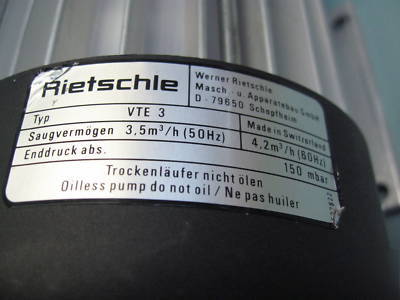 Rietschle
Werner Rietschle
Masch.- u. Apparatebau GmbH
D-79650 Schopfheim
Typ VTE 3 Made in Switzerland
Saugvermögen 3,5m³/h (50Hz) 4,2m³/h (60Hz)
Enddruck abs. 150 mbar
Trockenläufer nicht ölen
Oilless pump do not oil / Ne pas huiler